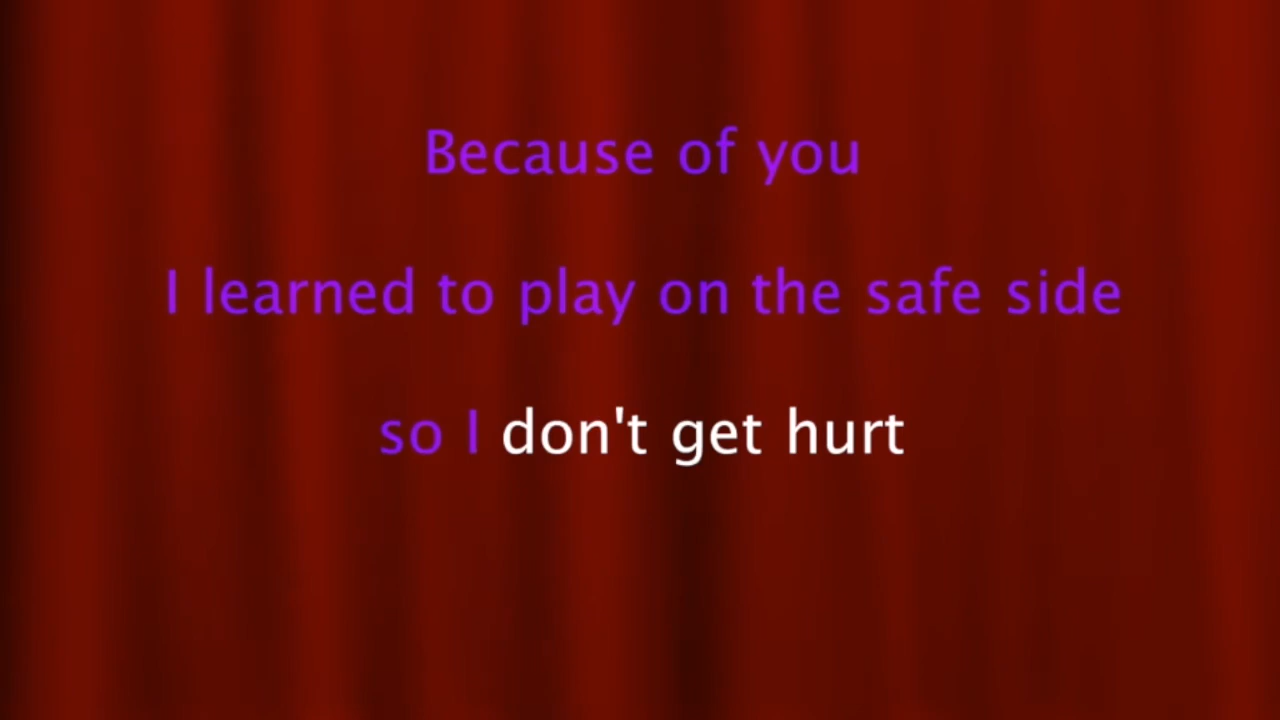 Because of you
I learned to play on the safe side
so I don't get hurt